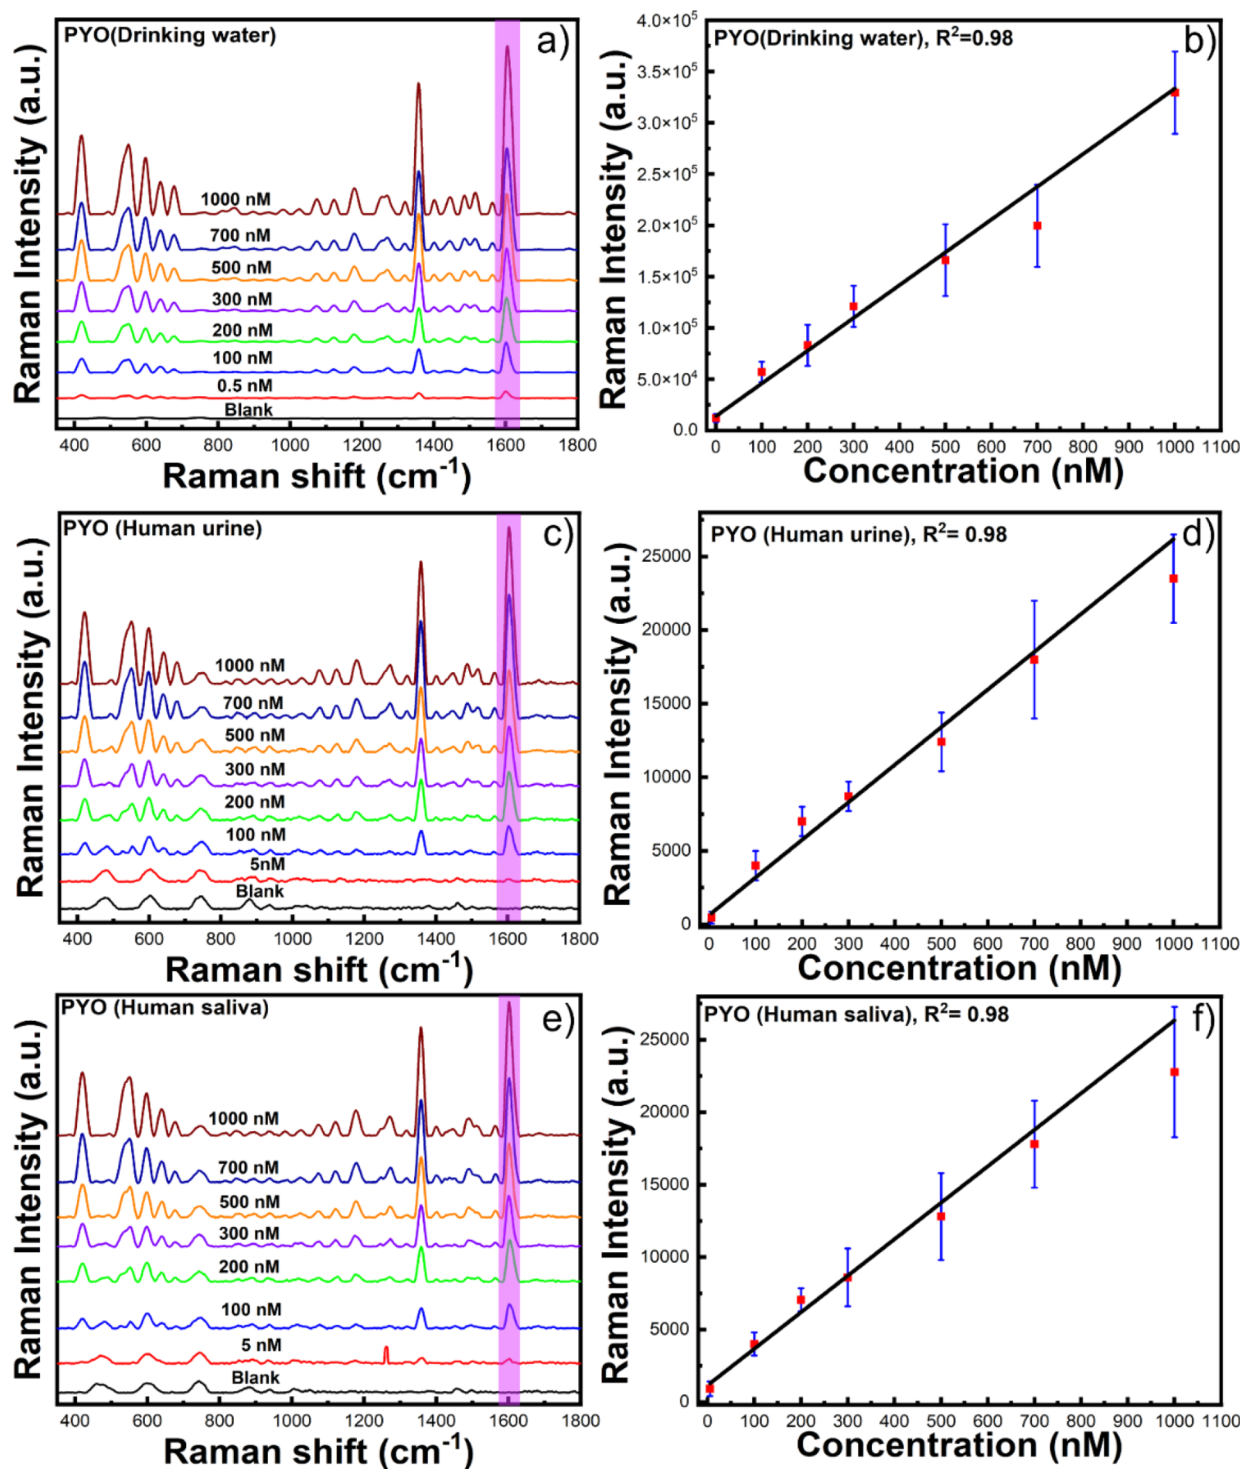 PYO(Drinking water)
a)
1000 nM
700 nM
500 nM
300 nM
200 nM
100 nM
0.5 nM
Blank
Raman Intensity (a.u.)
400 600 800 1000 1200 1400 1600 1800
Raman shift (cm⁻¹)
PYO(Drinking water), R²=0.98
b)
4.0×10⁵
3.5×10⁵
3.0×10⁵
2.5×10⁵
2.0×10⁵
1.5×10⁵
1.0×10⁵
5.0×10⁴
0.0
Raman Intensity (a.u.)
0 100 200 300 400 500 600 700 800 900 1000 1100
Concentration (nM)
PYO (Human urine)
c)
1000 nM
700 nM
500 nM
300 nM
200 nM
100 nM
5nM
Blank
Raman Intensity (a.u.)
400 600 800 1000 1200 1400 1600 1800
Raman shift (cm⁻¹)
PYO (Human urine), R²= 0.98
d)
25000
20000
15000
10000
5000
0
Raman Intensity (a.u.)
0 100 200 300 400 500 600 700 800 900 1000 1100
Concentration (nM)
PYO (Human saliva)
e)
1000 nM
700 nM
500 nM
300 nM
200 nM
100 nM
5 nM
Blank
Raman Intensity (a.u.)
400 600 800 1000 1200 1400 1600 1800
Raman shift (cm⁻¹)
PYO (Human saliva), R²= 0.98
f)
25000
20000
15000
10000
5000
0
Raman Intensity (a.u.)
0 100 200 300 400 500 600 700 800 900 1000 1100
Concentration (nM)